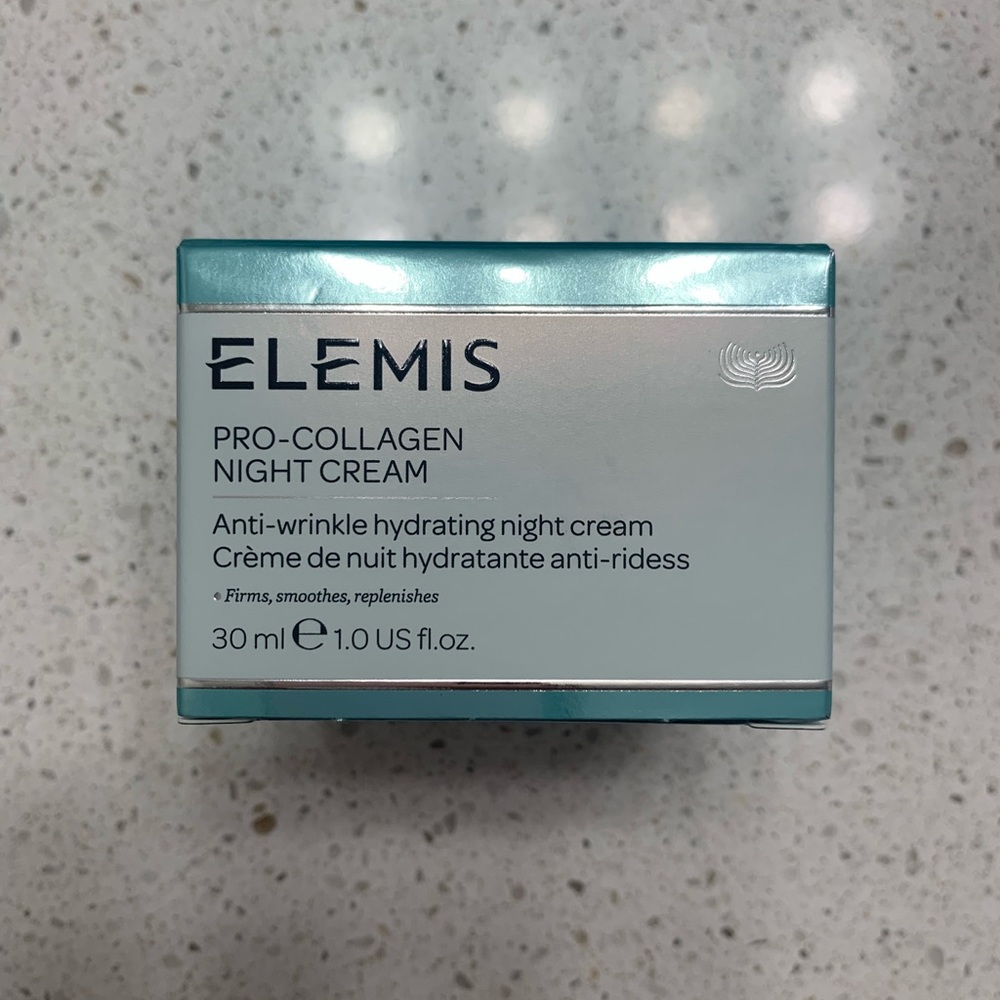 ELEMIS
PRO-COLLAGEN
NIGHT CREAM
Anti-wrinkle hydrating night cream
Crème de nuit hydratante anti-ridess
• Firms, smoothes, replenishes
30 ml ℮ 1.0 US fl.oz.